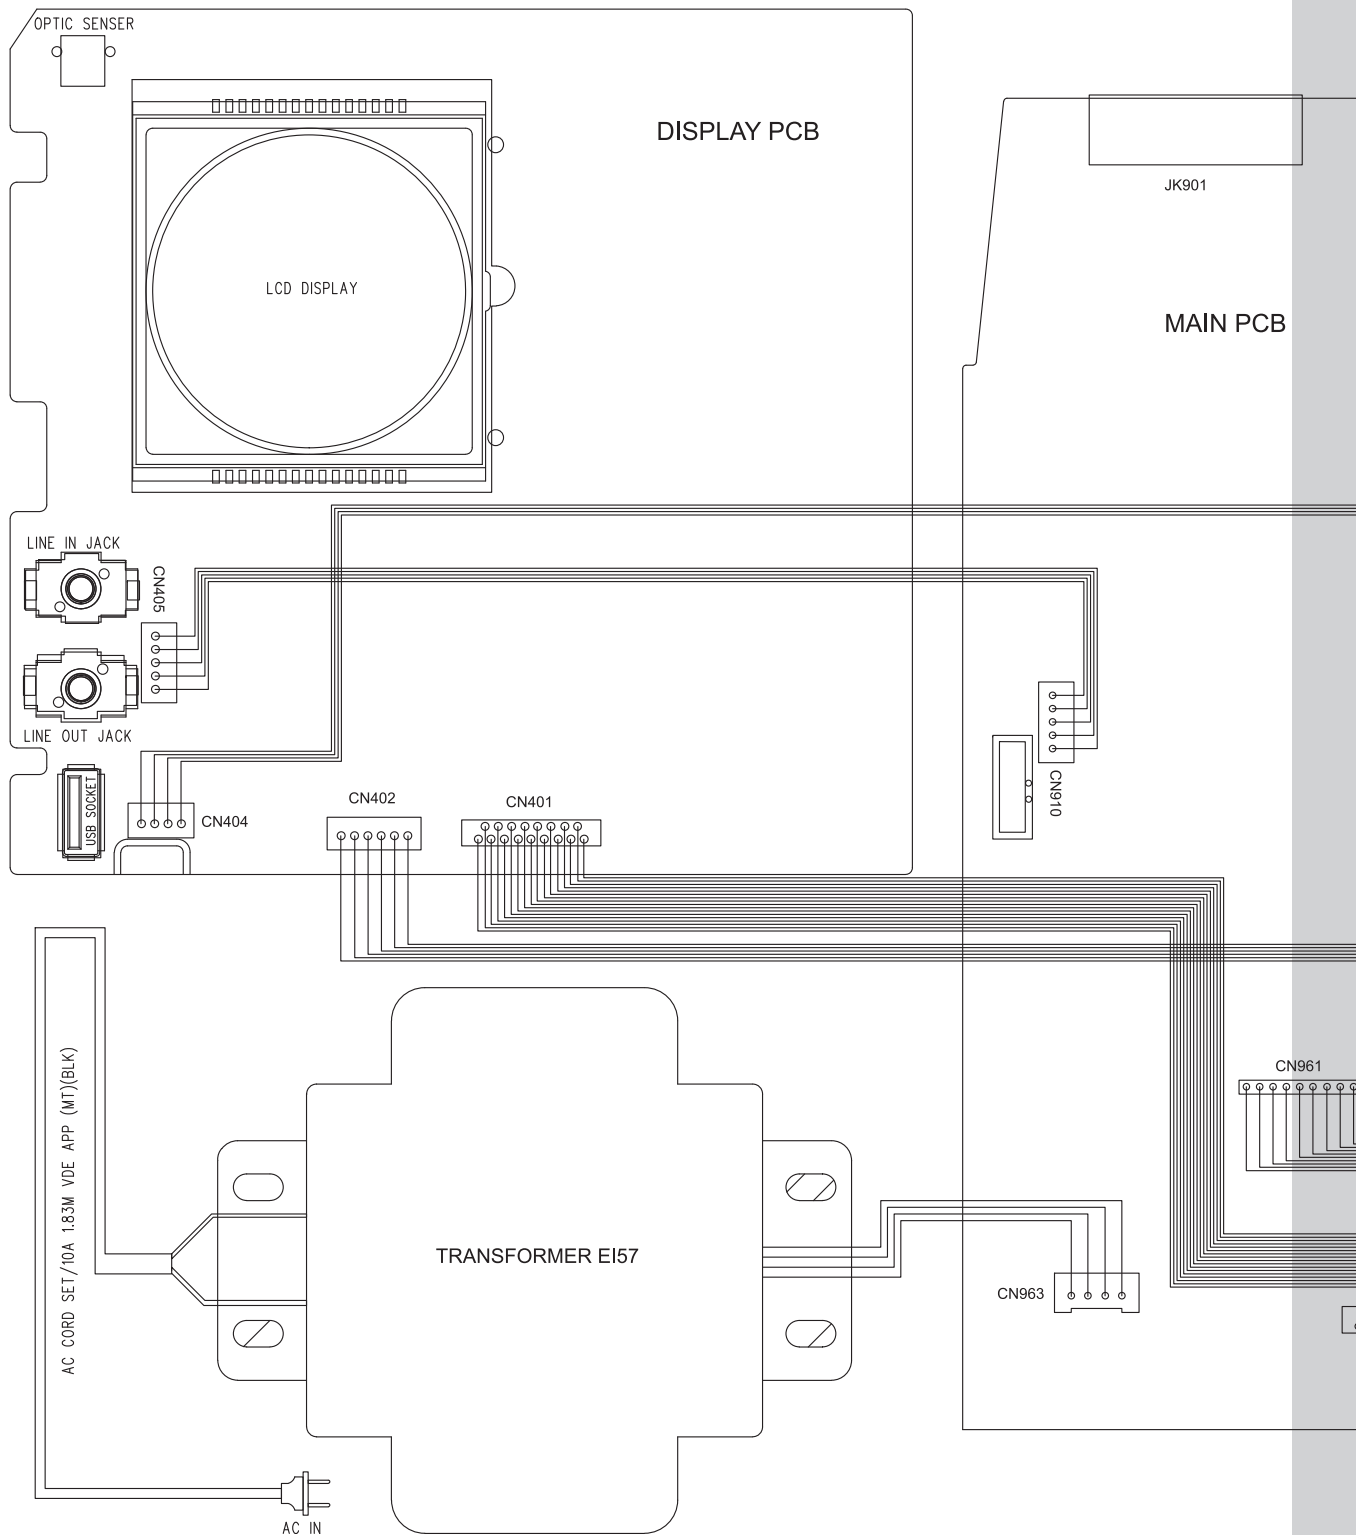 OPTIC SENSER
DISPLAY PCB
JK901
LCD DISPLAY
MAIN PCB
LINE IN JACK
CN405
LINE OUT JACK
USB SOCKET
CN404
CN402
CN401
CN910
CN961
AC CORD SET/10A 1.83M VDE APP (MT)(BLK)
TRANSFORMER EI57
CN963
AC IN